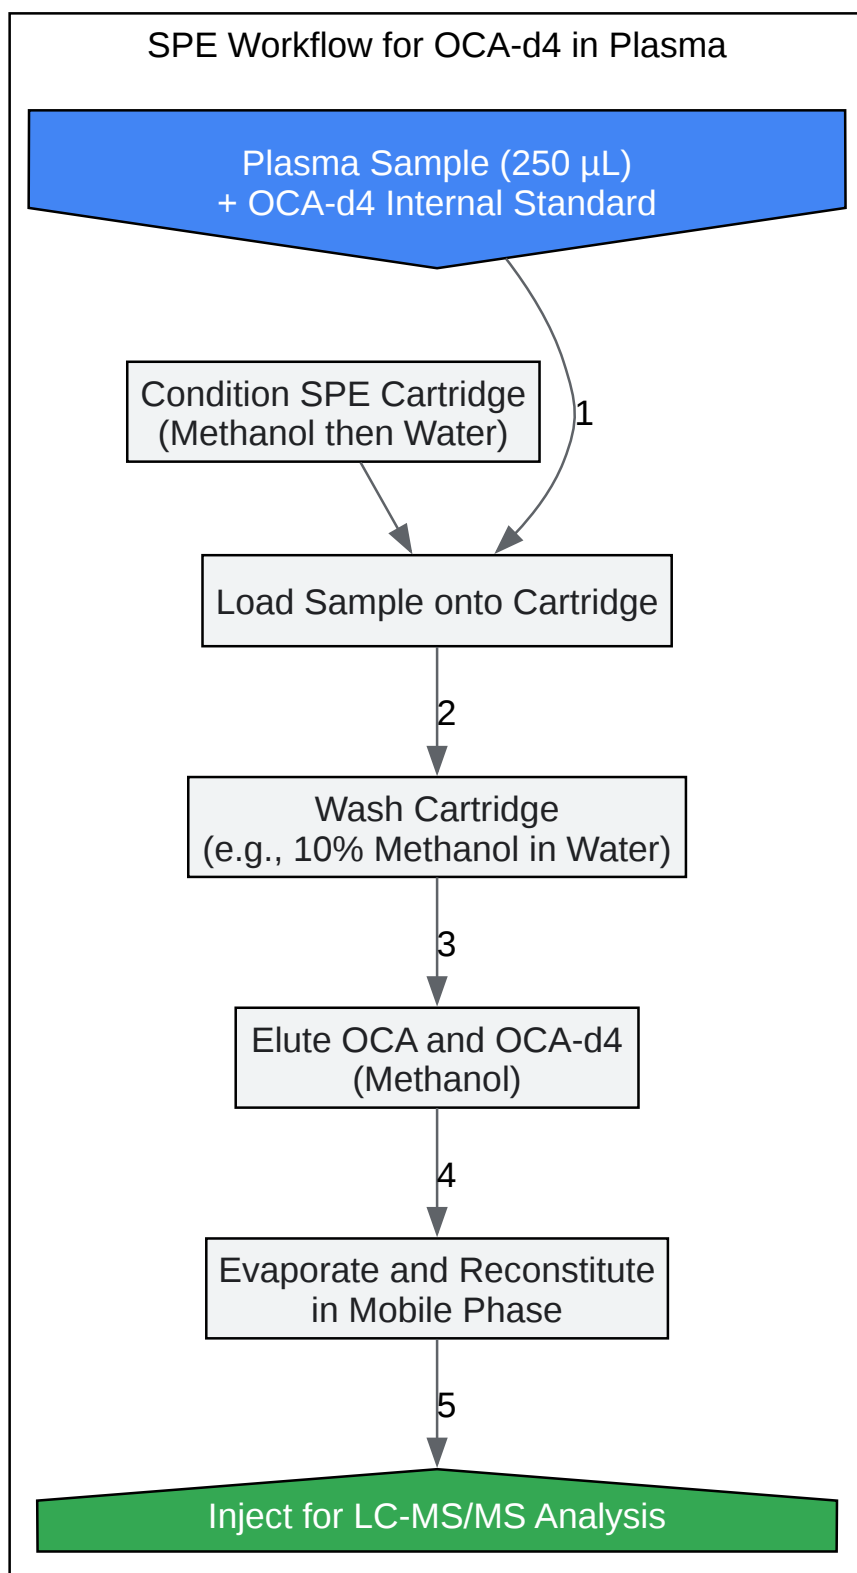 SPE Workflow for OCA-d4 in Plasma
Plasma Sample (250 µL)
+ OCA-d4 Internal Standard
Condition SPE Cartridge
(Methanol then Water)
1
Load Sample onto Cartridge
2
Wash Cartridge
(e.g., 10% Methanol in Water)
3
Elute OCA and OCA-d4
(Methanol)
4
Evaporate and Reconstitute
in Mobile Phase
5
Inject for LC-MS/MS Analysis